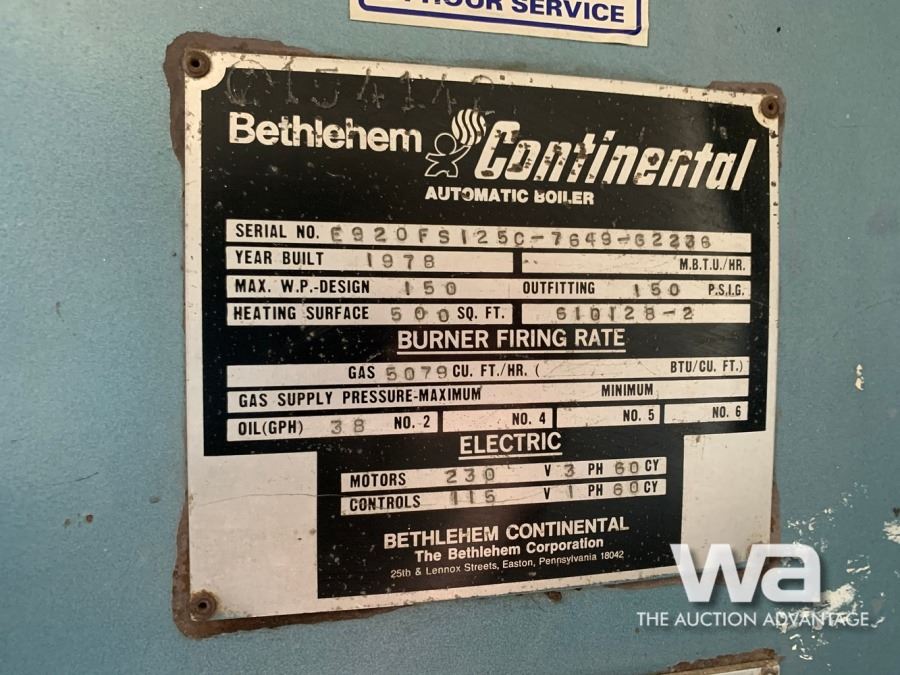 HOUR SERVICE
Bethlehem Continental
AUTOMATIC BOILER
SERIAL NO. E920FS125C-7649-62236
YEAR BUILT 1978 M.B.T.U./HR.
MAX. W.P.-DESIGN 150 OUTFITTING 150 P.S.I.G.
HEATING SURFACE 500 SQ. FT. 610128-2
BURNER FIRING RATE
GAS 5079 CU. FT./HR. ( BTU/CU. FT.)
GAS SUPPLY PRESSURE-MAXIMUM MINIMUM
OIL(GPH) 38 NO. 2 NO. 4 NO. 5 NO. 6
ELECTRIC
MOTORS 230 V 3 PH 60 CY
CONTROLS 115 V 1 PH 60 CY
BETHLEHEM CONTINENTAL
The Bethlehem Corporation
25th & Lennox Streets, Easton, Pennsylvania 18042
wa
THE AUCTION ADVANTAGE